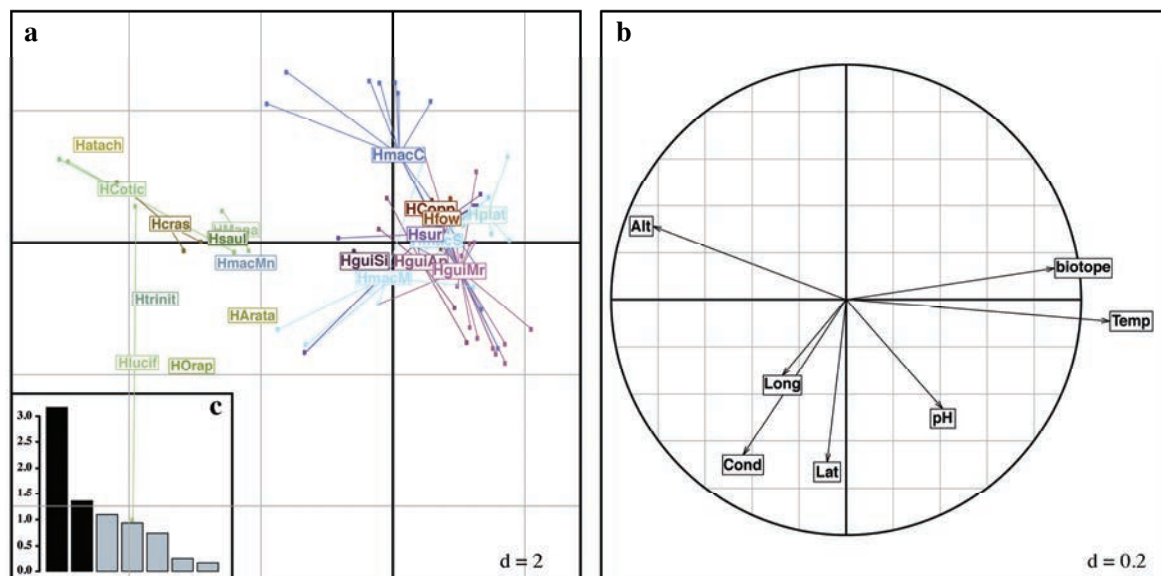 a
HmacC
Hatach
HCotic
Hcras
HMana
Hsaul
HmacMn
HCopp
Hfow
Hplat
Hsur
HguiSi
HguiAp
HguiMr
HmacM
Htrinit
HArata
Hlucif
HOrap
c
3.0
2.5
2.0
1.5
1.0
0.5
0.0
d = 2
b
Alt
biotope
Temp
Long
pH
Cond
Lat
d = 0.2